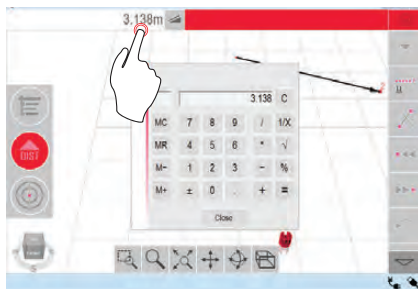 3.138m
3.138 C
MC 7 8 9 / 1/X
MR 4 5 6 * √
M- 1 2 3 - %
M+ ± 0 . + =
DIST
Close